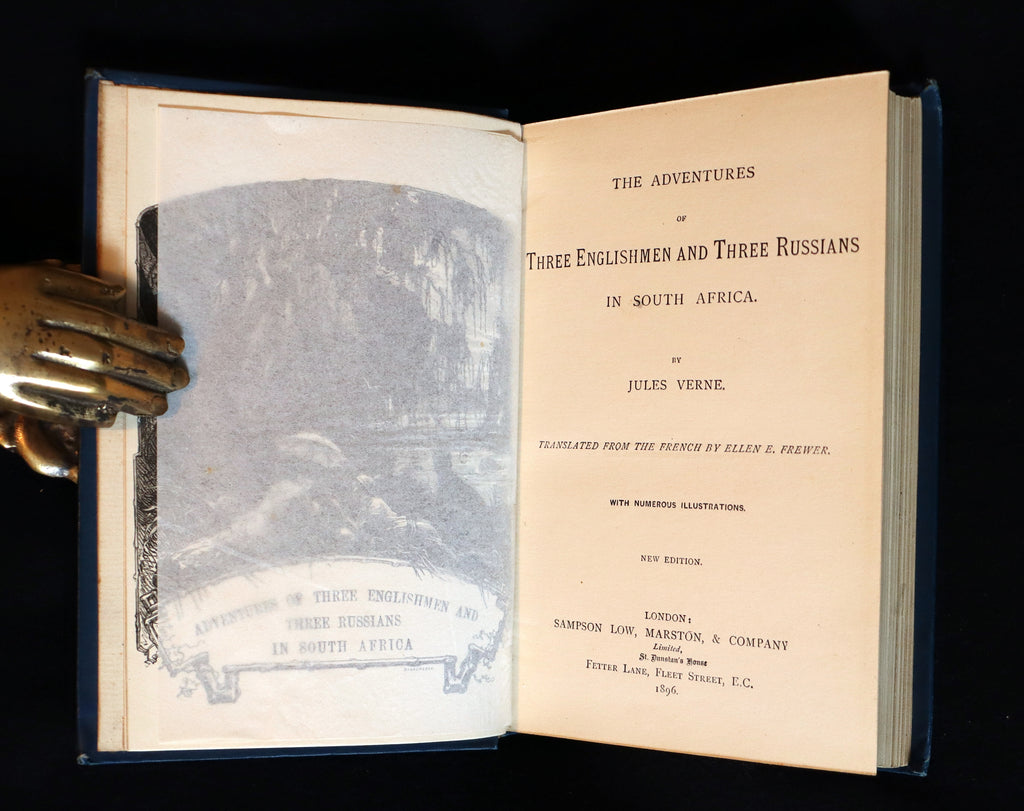 ADVENTURES OF THREE ENGLISHMEN AND
THREE RUSSIANS
IN SOUTH AFRICA
THE ADVENTURES
OF
THREE ENGLISHMEN AND THREE RUSSIANS
IN SOUTH AFRICA.
BY
JULES VERNE.
TRANSLATED FROM THE FRENCH BY ELLEN E. FREWER.
WITH NUMEROUS ILLUSTRATIONS.
NEW EDITION.
LONDON:
SAMPSON LOW, MARSTON, & COMPANY
Limited,
St. Dunstan's House
FETTER LANE, FLEET STREET, E.C.
1896.